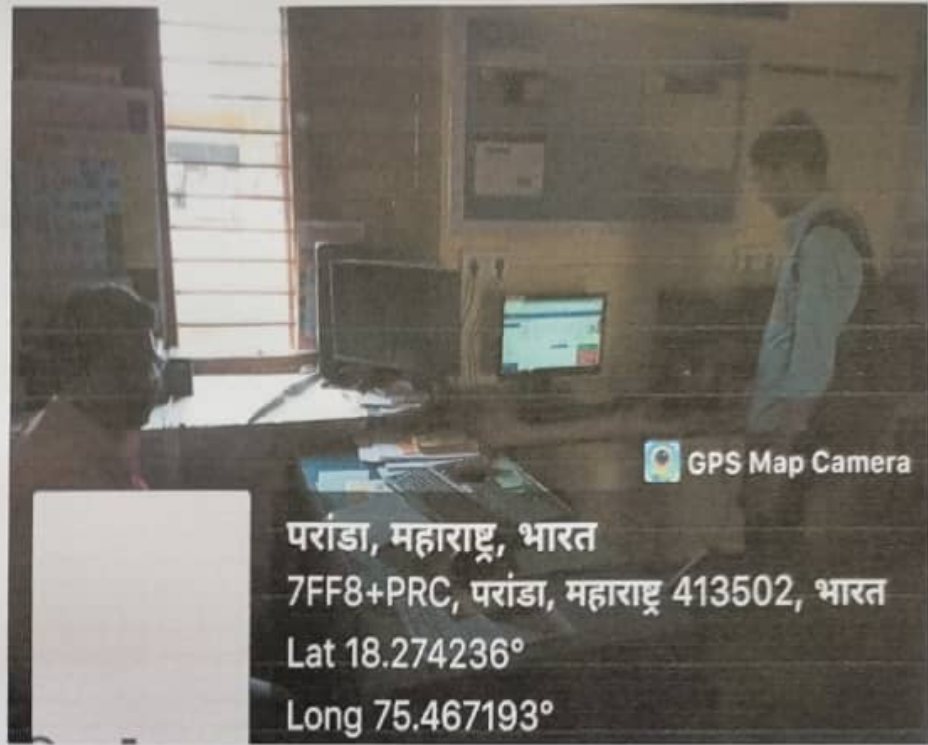 GPS Map Camera
परांडा, महाराष्ट्र, भारत
7FF8+PRC, परांडा, महाराष्ट्र 413502, भारत
Lat 18.274236°
Long 75.467193°